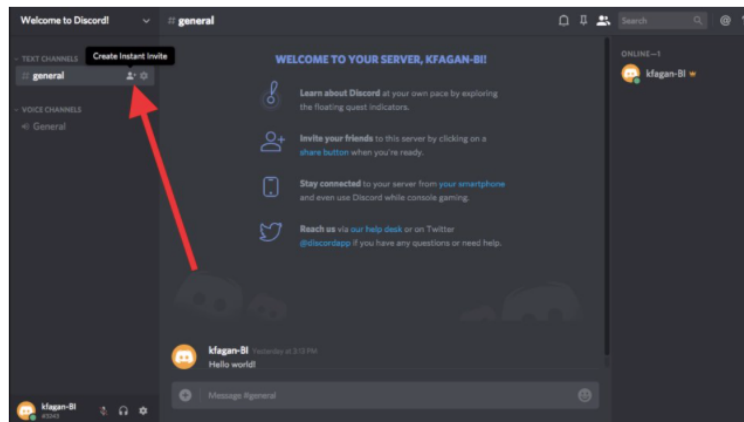 Welcome to Discord!
# general
Search
TEXT CHANNELS
Create Instant Invite
# general
VOICE CHANNELS
General
WELCOME TO YOUR SERVER, KFAGAN-BI!
Learn about Discord at your own pace by exploring
the floating quest indicators.
Invite your friends to this server by clicking on a
share button when you're ready.
Stay connected to your server from your smartphone
and even use Discord while console gaming.
Reach us via our help desk or on Twitter
@discordapp if you have any questions or need help.
kfagan-BI Yesterday at 3:13 PM
Hello world!
Message #general
kfagan-BI
#5343
ONLINE—1
kfagan-BI